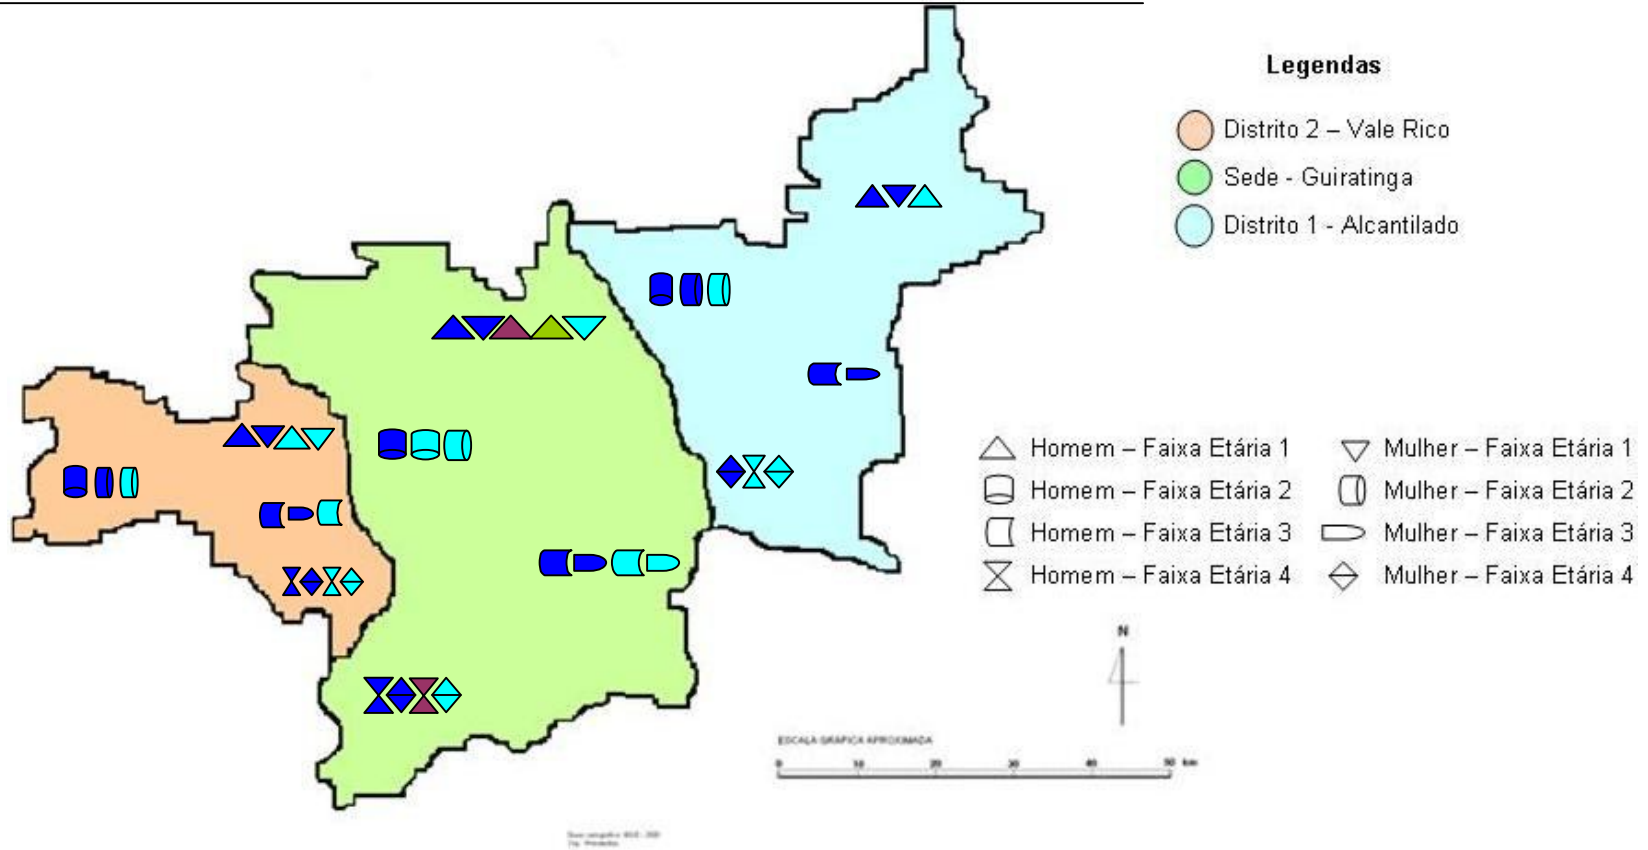 Legendas
Distrito 2 – Vale Rico
Sede - Guiratinga
Distrito 1 - Alcantilado
Homem – Faixa Etária 1
Mulher – Faixa Etária 1
Homem – Faixa Etária 2
Mulher – Faixa Etária 2
Homem – Faixa Etária 3
Mulher – Faixa Etária 3
Homem – Faixa Etária 4
Mulher – Faixa Etária 4
N
ESCALA GRÁFICA APROXIMADA
0 10 20 30 40 50 km